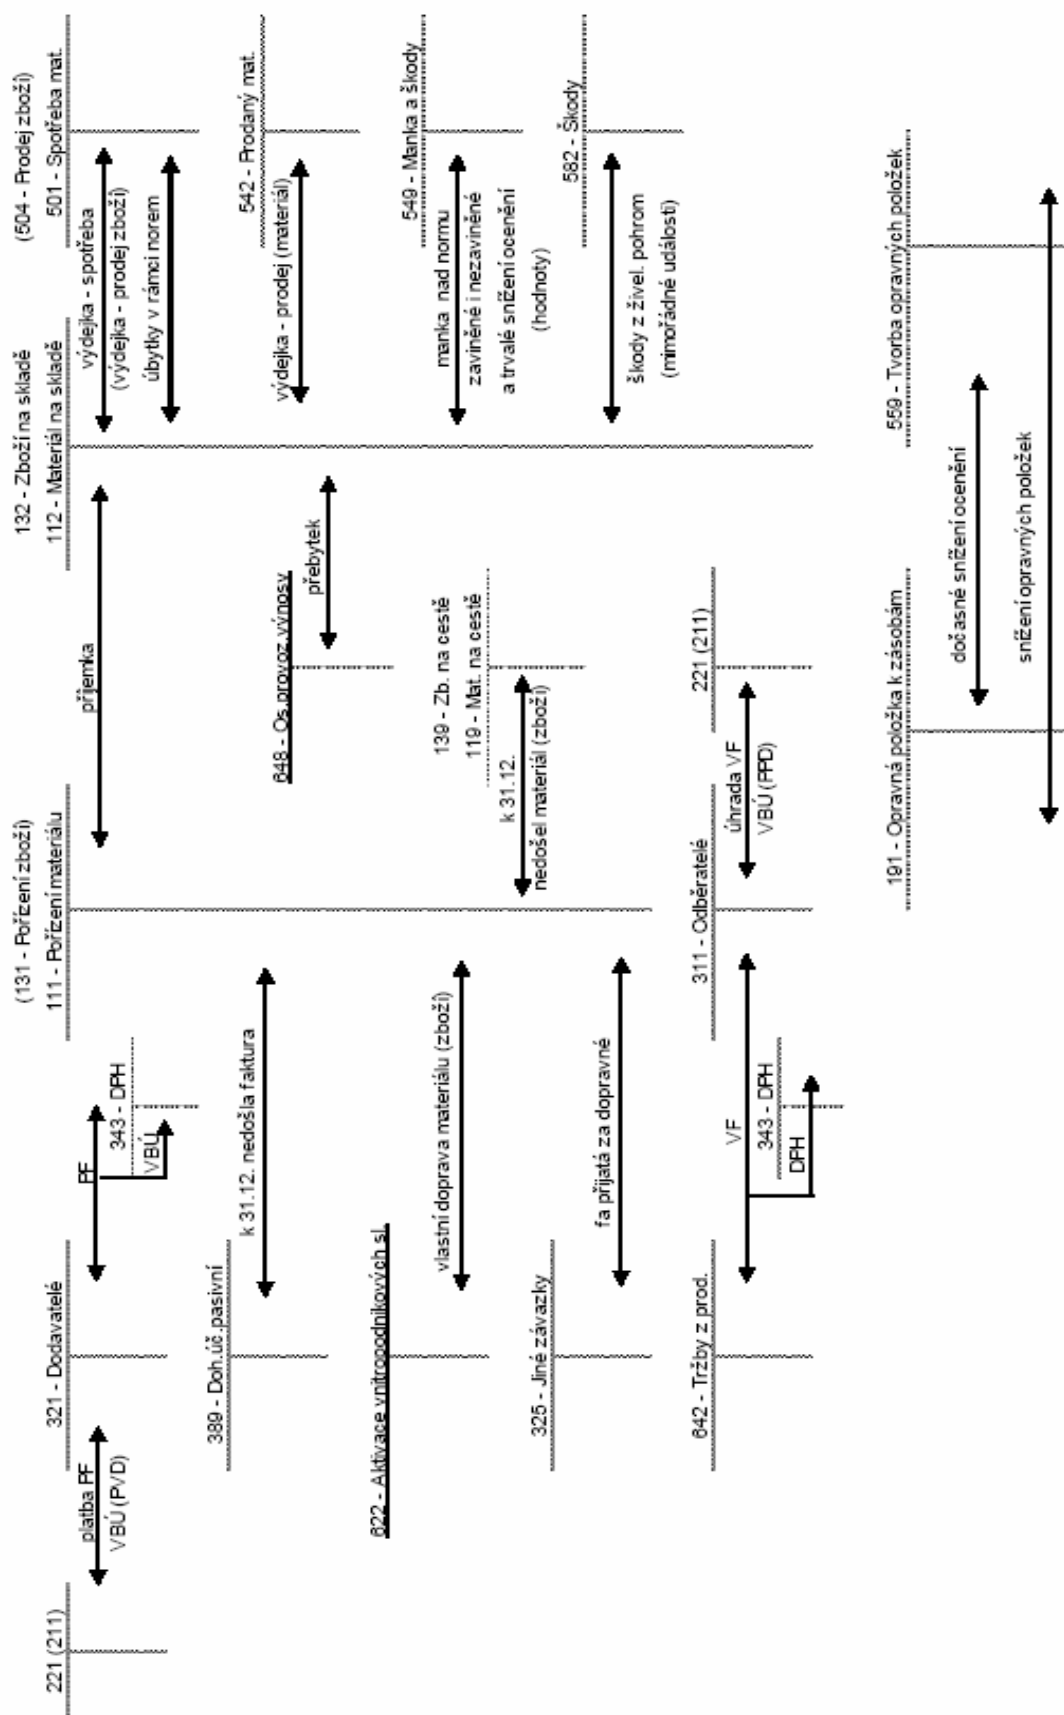 221 (211)
platba PF
VBÚ (PVD)
321 - Dodavatelé
PF
343 - DPH
VBÚ
(131 - Pořízení zboží)
111 - Pořízení materiálu
příjemka
132 - Zboží na skladě
112 - Materiál na skladě
výdejka - spotřeba
(výdejka - prodej zboží)
úbytky v rámci norem
(504 - Prodej zboží)
501 - Spotřeba mat.
389 - Doh.úč.pasivní
k 31.12. nedošla faktura
648 - Os.provoz.výnosy
přebytek
výdejka - prodej (materiál)
542 - Prodaný mat.
622 - Aktivace vnitropodnikových sl.
vlastní doprava materiálu (zboží)
139 - Zb. na cestě
119 - Mat. na cestě
k 31.12.
nedošel materiál (zboží)
manka nad normu
zaviněné i nezaviněné
a trvalé snížení ocenění
(hodnoty)
549 - Manka a škody
325 - Jiné závazky
fa přijatá za dopravné
škody z živel. pohrom
(mimořádné události)
582 - Škody
642 - Tržby z prod.
VF
343 - DPH
DPH
311 - Odběratelé
úhrada VF
VBÚ (PPD)
221 (211)
191 - Opravná položka k zásobám
dočasné snížení ocenění
snížení opravných položek
559 - Tvorba opravných položek